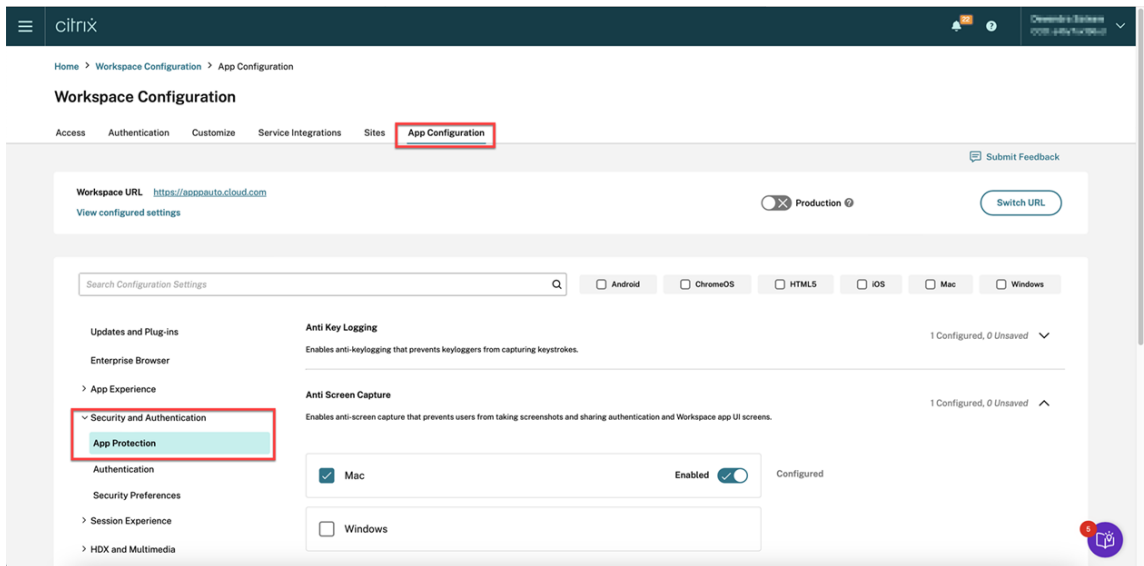 citrix
22
Home > Workspace Configuration > App Configuration
Workspace Configuration
Access Authentication Customize Service Integrations Sites App Configuration
Submit Feedback
Workspace URL https://apppauto.cloud.com
Production
Switch URL
View configured settings
Search Configuration Settings
Android ChromeOS HTML5 iOS Mac Windows
Updates and Plug-ins
Enterprise Browser
App Experience
Security and Authentication
App Protection
Authentication
Security Preferences
Session Experience
HDX and Multimedia
Anti Key Logging
Enables anti-keylogging that prevents keyloggers from capturing keystrokes.
1 Configured, 0 Unsaved
Anti Screen Capture
Enables anti-screen capture that prevents users from taking screenshots and sharing authentication and Workspace app UI screens.
1 Configured, 0 Unsaved
Mac Enabled Configured
Windows
5